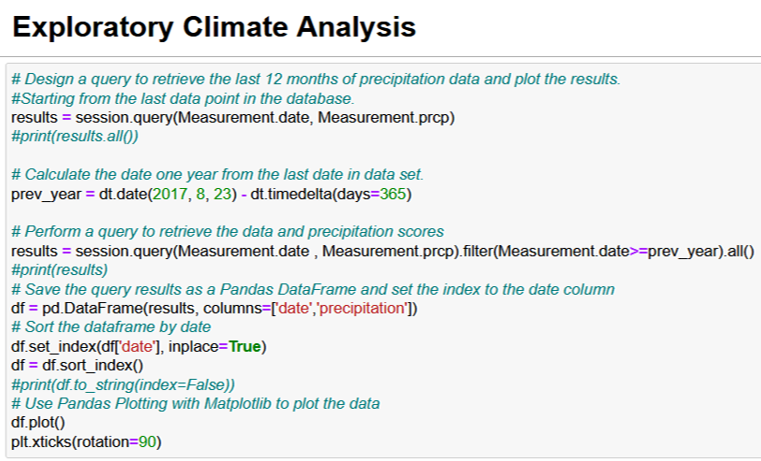 Exploratory Climate Analysis
# Design a query to retrieve the last 12 months of precipitation data and plot the results.
#Starting from the last data point in the database.
results = session.query(Measurement.date, Measurement.prcp)
#print(results.all())
# Calculate the date one year from the last date in data set.
prev_year = dt.date(2017, 8, 23) - dt.timedelta(days=365)
# Perform a query to retrieve the data and precipitation scores
results = session.query(Measurement.date , Measurement.prcp).filter(Measurement.date>=prev_year).all()
#print(results)
# Save the query results as a Pandas DataFrame and set the index to the date column
df = pd.DataFrame(results, columns=['date','precipitation'])
# Sort the dataframe by date
df.set_index(df['date'], inplace=True)
df = df.sort_index()
#print(df.to_string(index=False))
# Use Pandas Plotting with Matplotlib to plot the data
df.plot()
plt.xticks(rotation=90)